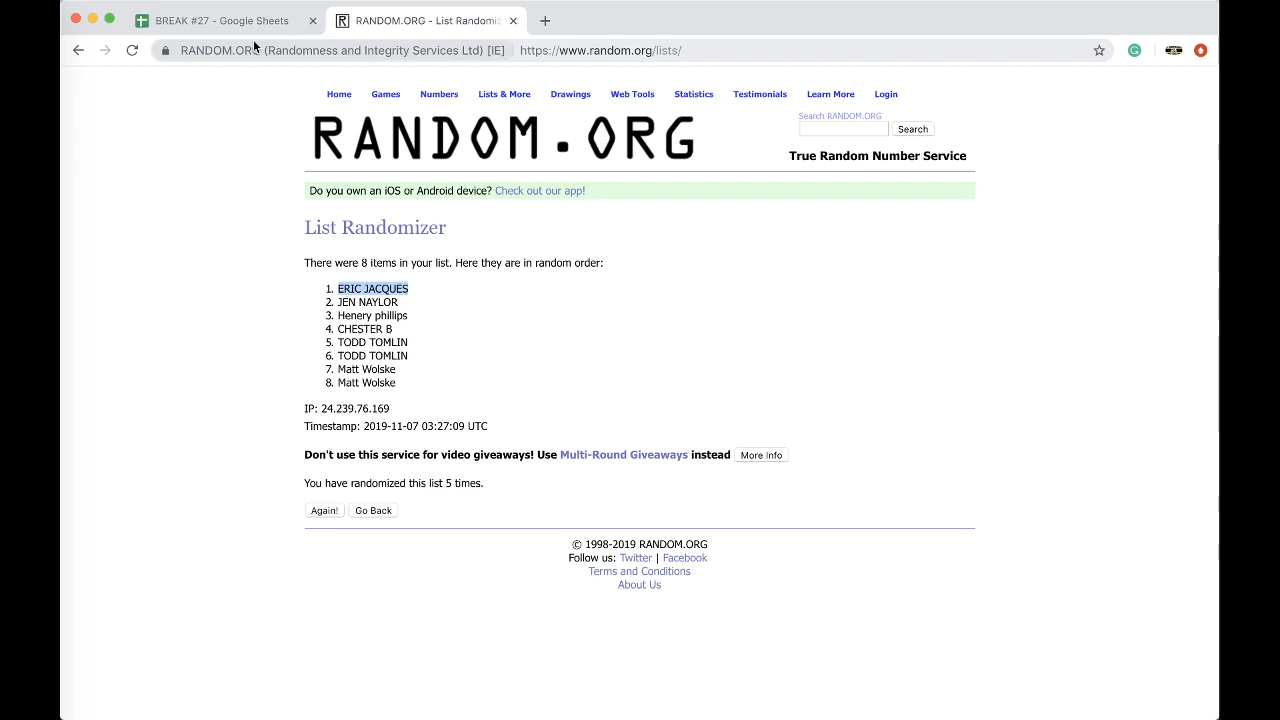 BREAK #27 - Google Sheets
RANDOM.ORG - List Randomiz
RANDOM.ORG (Randomness and Integrity Services Ltd) [IE] https://www.random.org/lists/
Home Games Numbers Lists & More Drawings Web Tools Statistics Testimonials Learn More Login
RANDOM.ORG
Search RANDOM.ORG
Search
True Random Number Service
Do you own an iOS or Android device? Check out our app!
List Randomizer
There were 8 items in your list. Here they are in random order:
1. ERIC JACQUES
2. JEN NAYLOR
3. Henery phillips
4. CHESTER B
5. TODD TOMLIN
6. TODD TOMLIN
7. Matt Wolske
8. Matt Wolske
IP: 24.239.76.169
Timestamp: 2019-11-07 03:27:09 UTC
Don't use this service for video giveaways! Use Multi-Round Giveaways instead More Info
You have randomized this list 5 times.
Again! Go Back
© 1998-2019 RANDOM.ORG
Follow us: Twitter | Facebook
Terms and Conditions
About Us